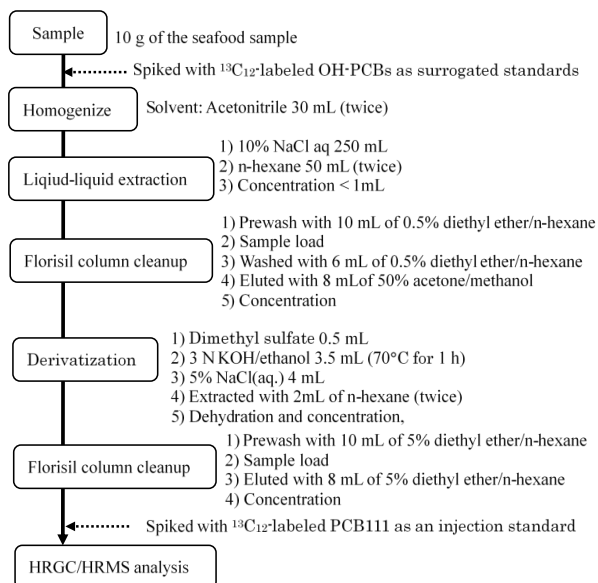 Sample
10 g of the seafood sample
Spiked with ¹³C₁₂-labeled OH-PCBs as surrogated standards
Homogenize
Solvent: Acetonitrile 30 mL (twice)
1) 10% NaCl aq 250 mL
Liqiud-liquid extraction
2) n-hexane 50 mL (twice)
3) Concentration < 1mL
1) Prewash with 10 mL of 0.5% diethyl ether/n-hexane
2) Sample load
Florisil column cleanup
3) Washed with 6 mL of 0.5% diethyl ether/n-hexane
4) Eluted with 8 mLof 50% acetone/methanol
5) Concentration
1) Dimethyl sulfate 0.5 mL
Derivatization
2) 3 N KOH/ethanol 3.5 mL (70°C for 1 h)
3) 5% NaCl(aq.) 4 mL
4) Extracted with 2mL of n-hexane (twice)
5) Dehydration and concentration,
1) Prewash with 10 mL of 5% diethyl ether/n-hexane
Florisil column cleanup
2) Sample load
3) Eluted with 8 mL of 5% diethyl ether/n-hexane
4) Concentration
Spiked with ¹³C₁₂-labeled PCB111 as an injection standard
HRGC/HRMS analysis